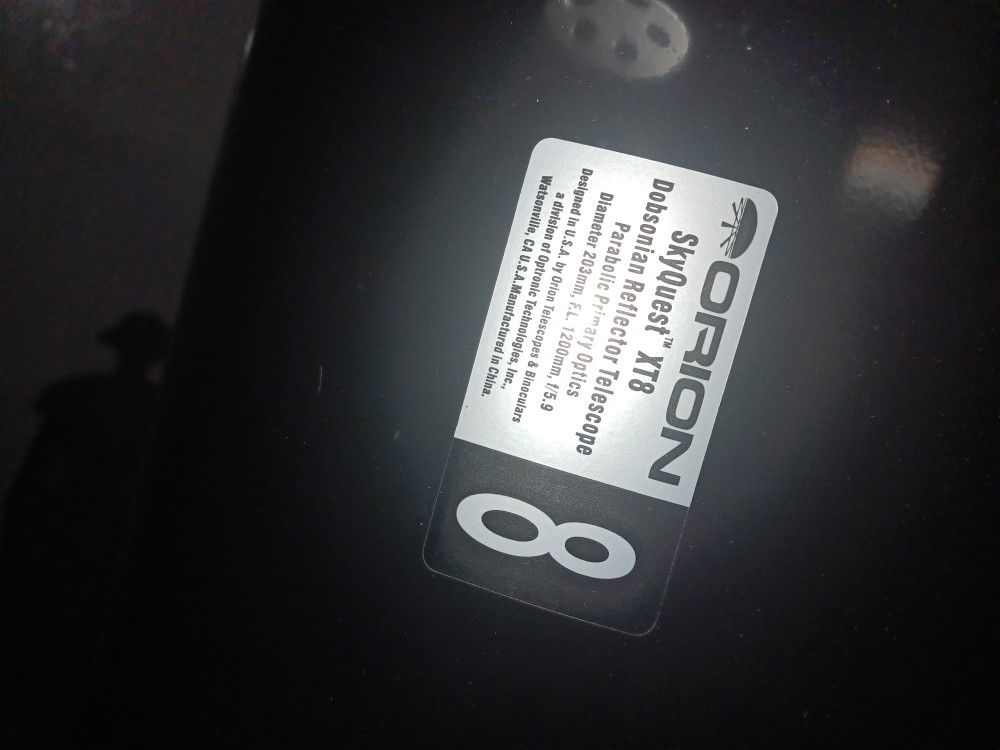 ORION
SkyQuest™ XT8
Dobsonian Reflector Telescope
Parabolic Primary Optics
Diameter 203mm, F.L. 1200mm, f/5.9
Designed in U.S.A. by Orion Telescopes & Binoculars
a division of Optronic Technologies, Inc.,
Watsonville, CA U.S.A. Manufactured in China.
8